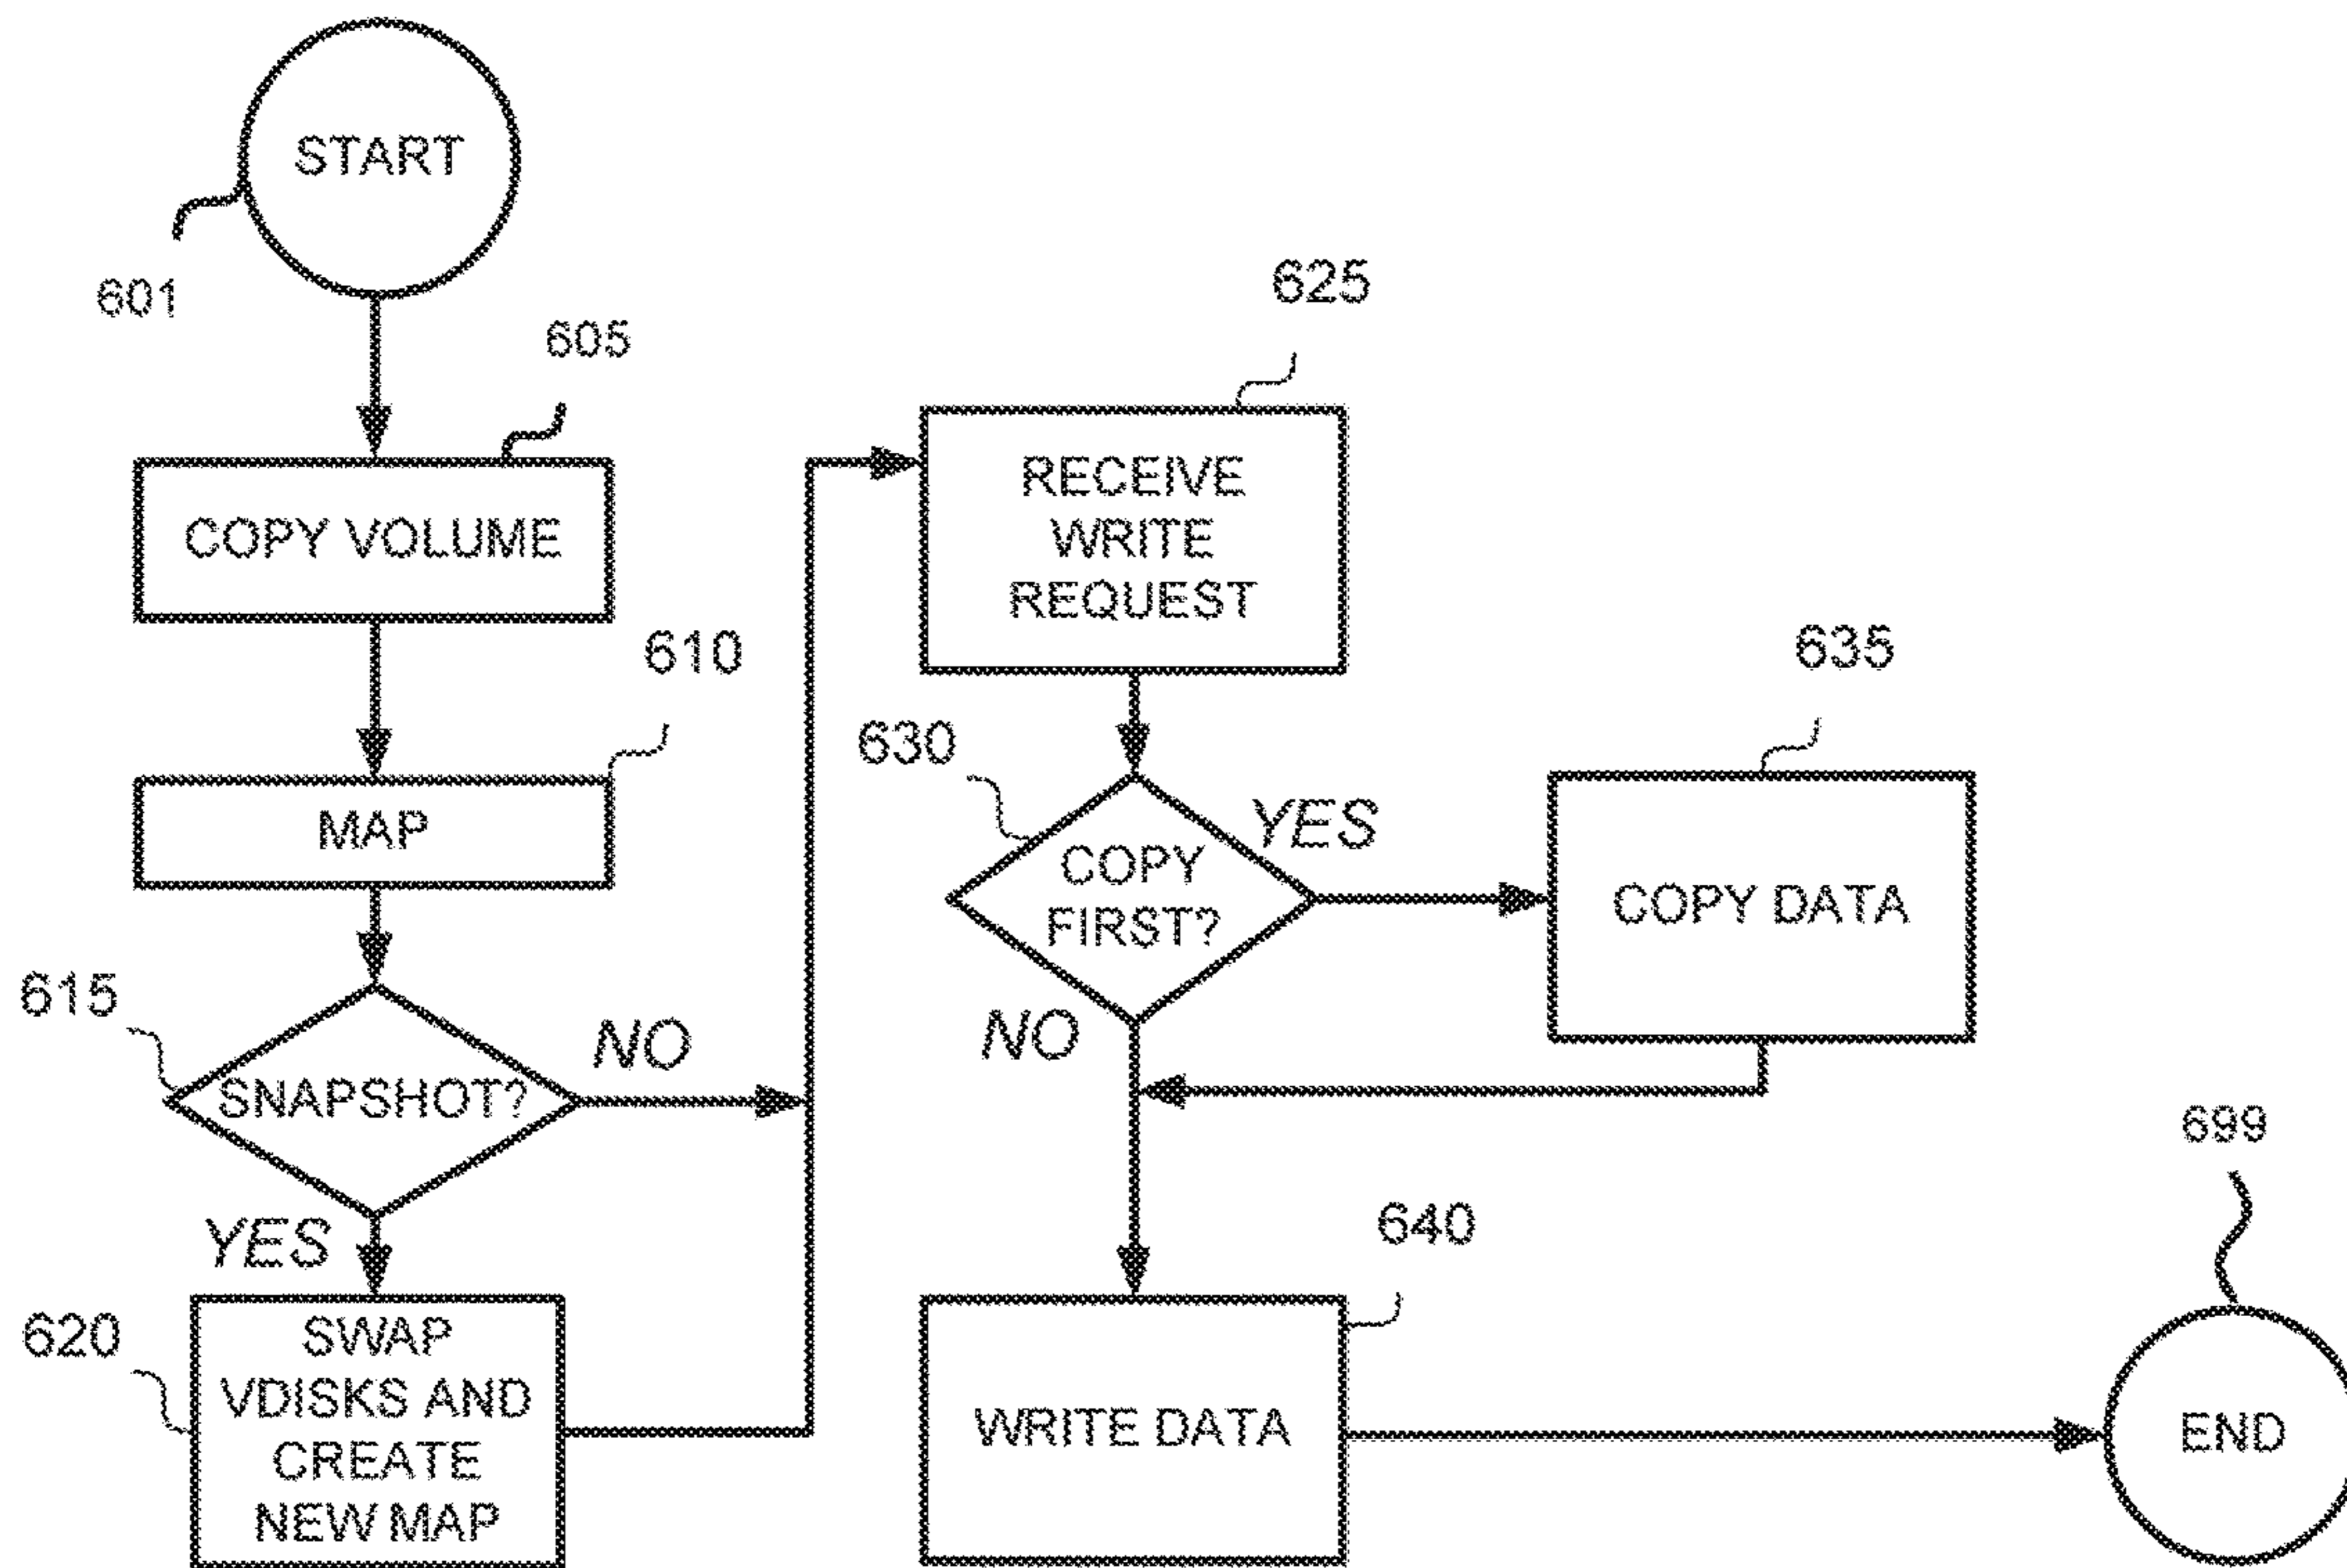 START
601
605
COPY VOLUME
610
MAP
615
SNAPSHOT?
NO
YES
620
SWAP
VDISKS AND
CREATE
NEW MAP
625
RECEIVE
WRITE
REQUEST
630
COPY
FIRST?
YES
NO
635
COPY DATA
640
WRITE DATA
699
END